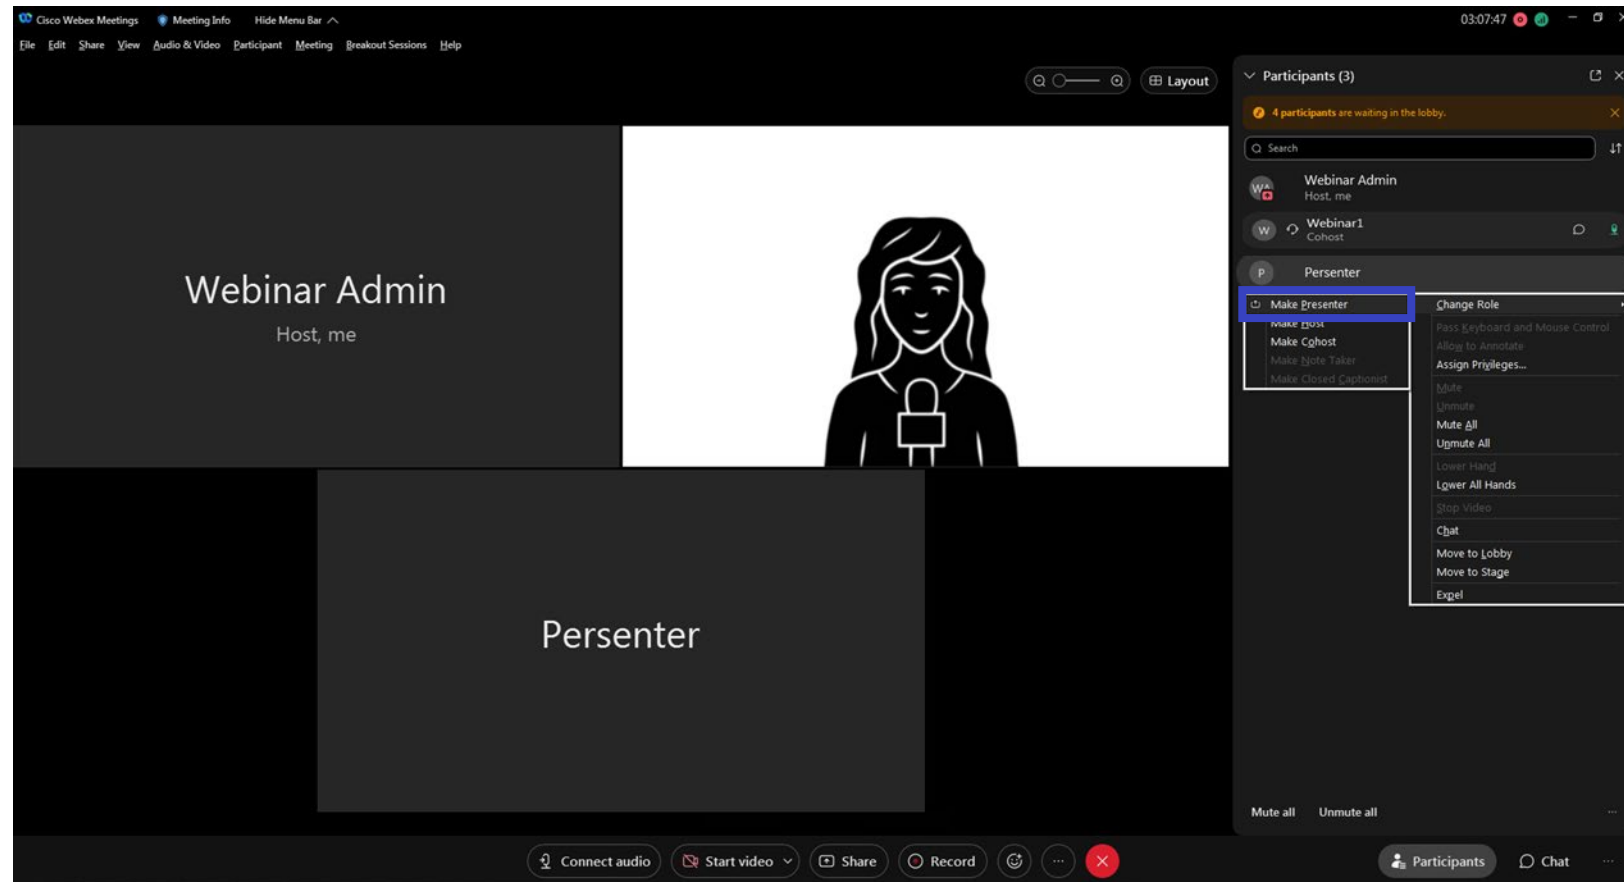 Cisco Webex Meetings Meeting Info Hide Menu Bar
File Edit Share View Audio & Video Participant Meeting Breakout Sessions Help
03:07:47
Layout
Webinar Admin
Host, me
Persenter
Participants (3)
4 participants are waiting in the lobby.
Search
WA
Webinar Admin
Host, me
W
Webinar1
Cohost
P
Persenter
Make Presenter
Make Host
Make Cohost
Make Note Taker
Make Closed Captionist
Change Role
Pass Keyboard and Mouse Control
Allow to Annotate
Assign Privileges...
Mute
Unmute
Mute All
Unmute All
Lower Hand
Lower All Hands
Stop Video
Chat
Move to Lobby
Move to Stage
Expel
Mute all Unmute all
Connect audio Start video Share Record
Participants Chat